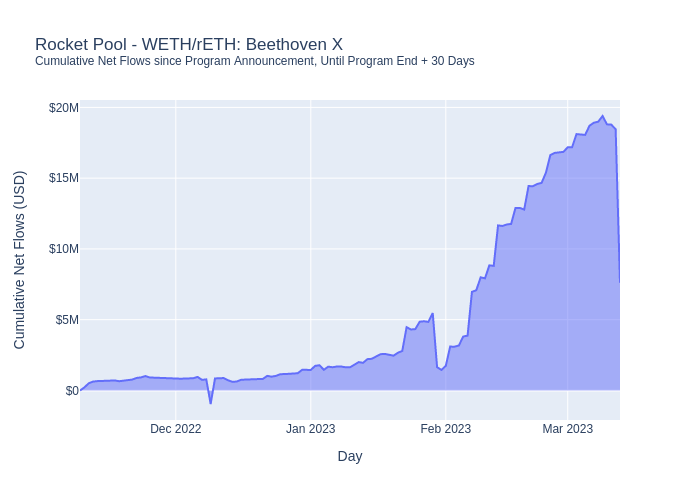 Rocket Pool - WETH/rETH: Beethoven X
Cumulative Net Flows since Program Announcement, Until Program End + 30 Days
Cumulative Net Flows (USD)
$20M
$15M
$10M
$5M
$0
Dec 2022
Jan 2023
Feb 2023
Mar 2023
Day